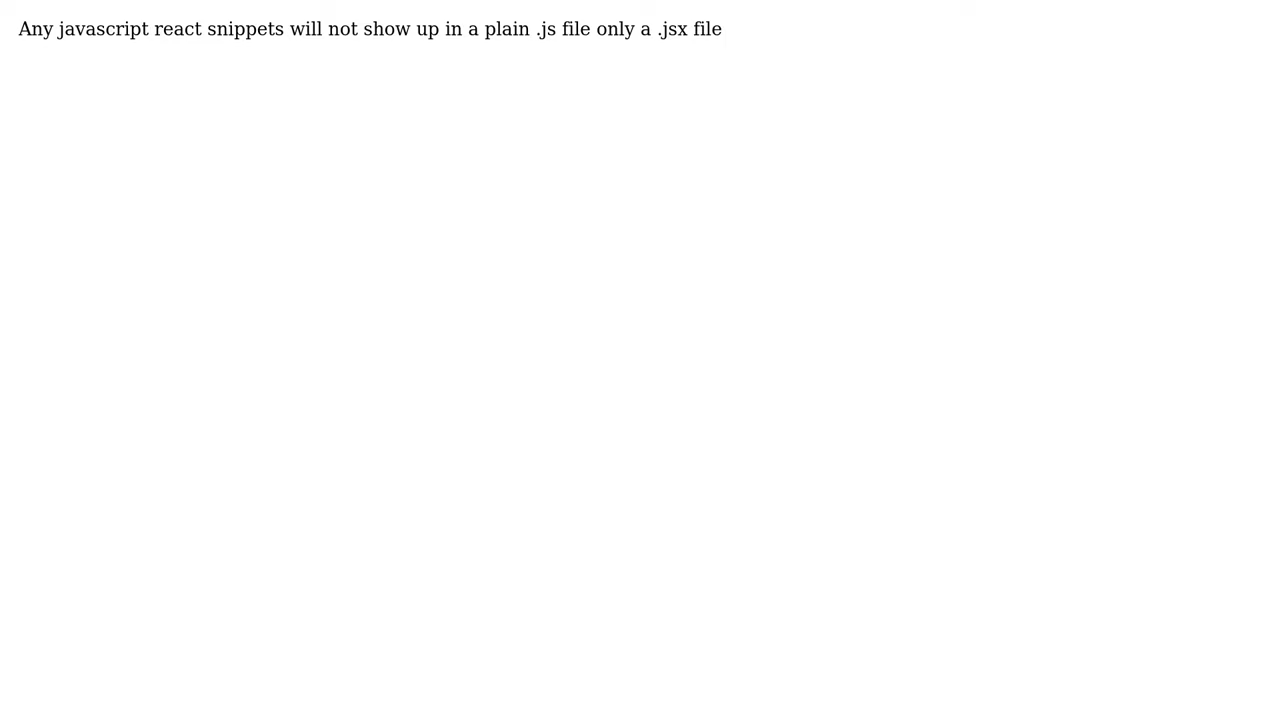 Any javascript react snippets will not show up in a plain .js file only a .jsx file